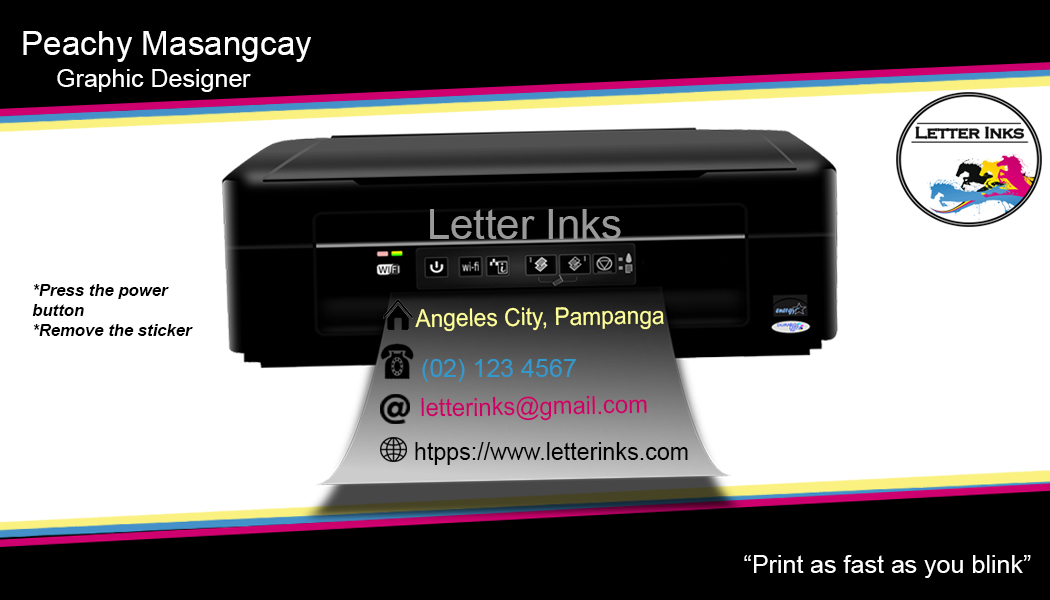 Peachy Masangcay
Graphic Designer
LETTER INKS
Letter Inks
WiFi
wi-fi
*Press the power
button
*Remove the sticker
Angeles City, Pampanga
energy
(02) 123 4567
@ letterinks@gmail.com
htpps://www.letterinks.com
“Print as fast as you blink”